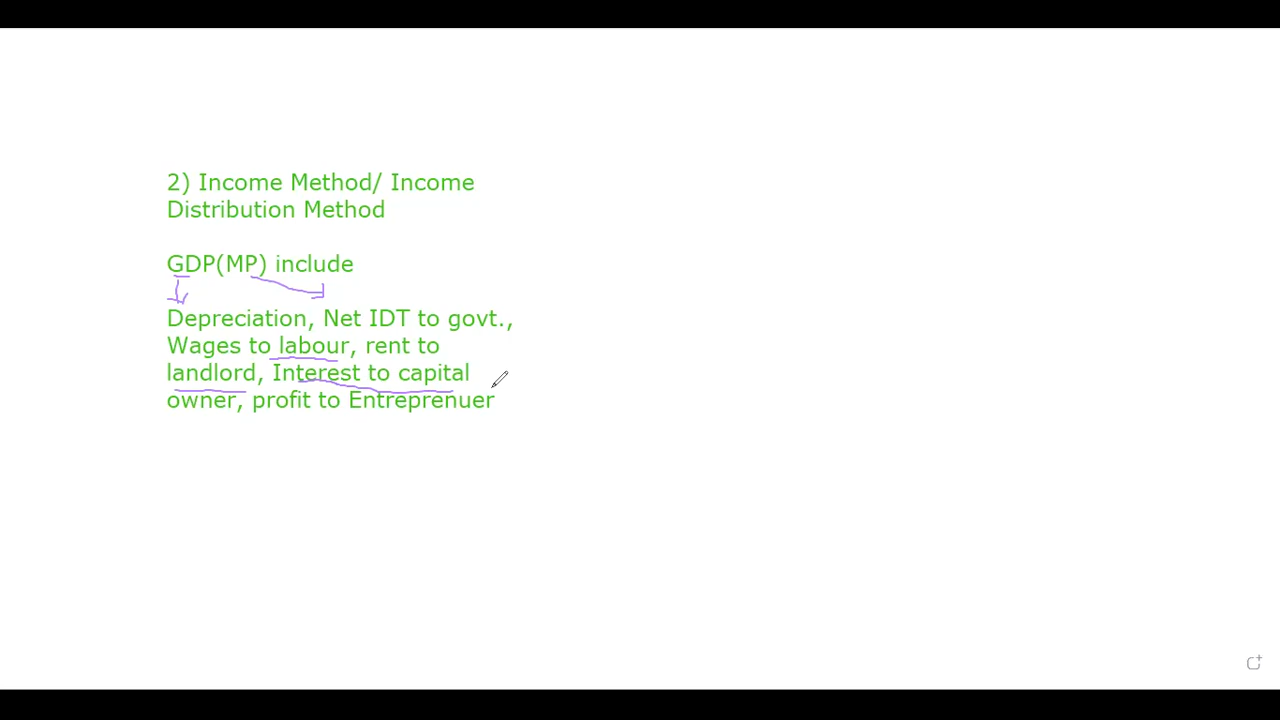 2) Income Method/ Income
Distribution Method
GDP(MP) include
Depreciation, Net IDT to govt.,
Wages to labour, rent to
landlord, Interest to capital
owner, profit to Entreprenuer